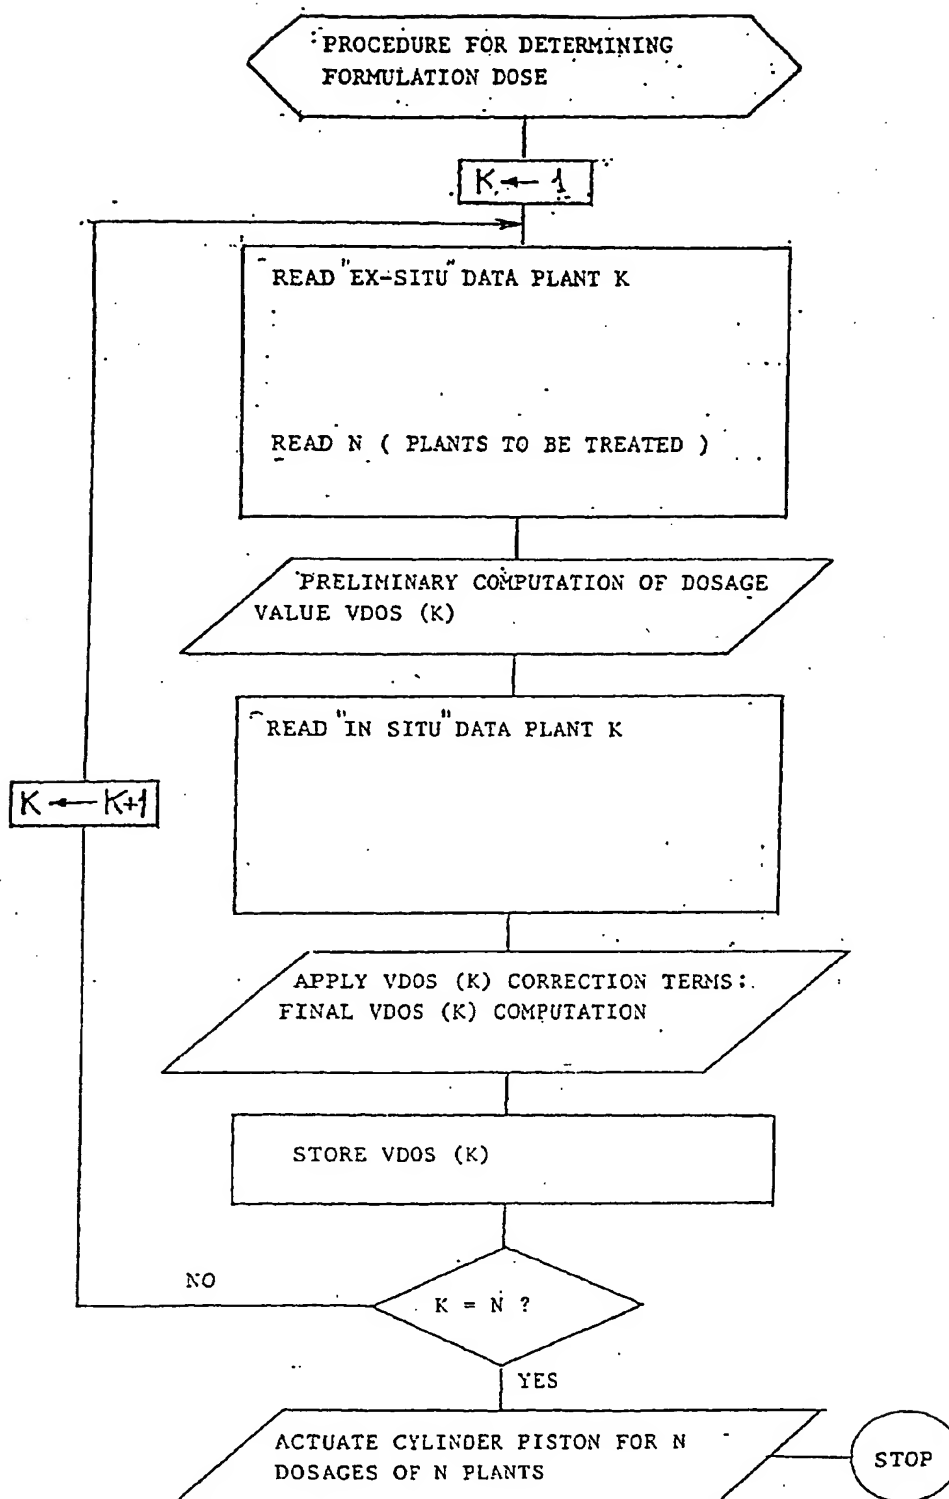 PROCEDURE FOR DETERMINING
FORMULATION DOSE
K ← 1
READ "EX-SITU" DATA PLANT K
READ N ( PLANTS TO BE TREATED )
PRELIMINARY COMPUTATION OF DOSAGE
VALUE VDOS (K)
READ "IN SITU" DATA PLANT K
K ← K+1
APPLY VDOS (K) CORRECTION TERMS:
FINAL VDOS (K) COMPUTATION
STORE VDOS (K)
NO
K = N ?
YES
ACTUATE CYLINDER PISTON FOR N
DOSAGES OF N PLANTS
STOP